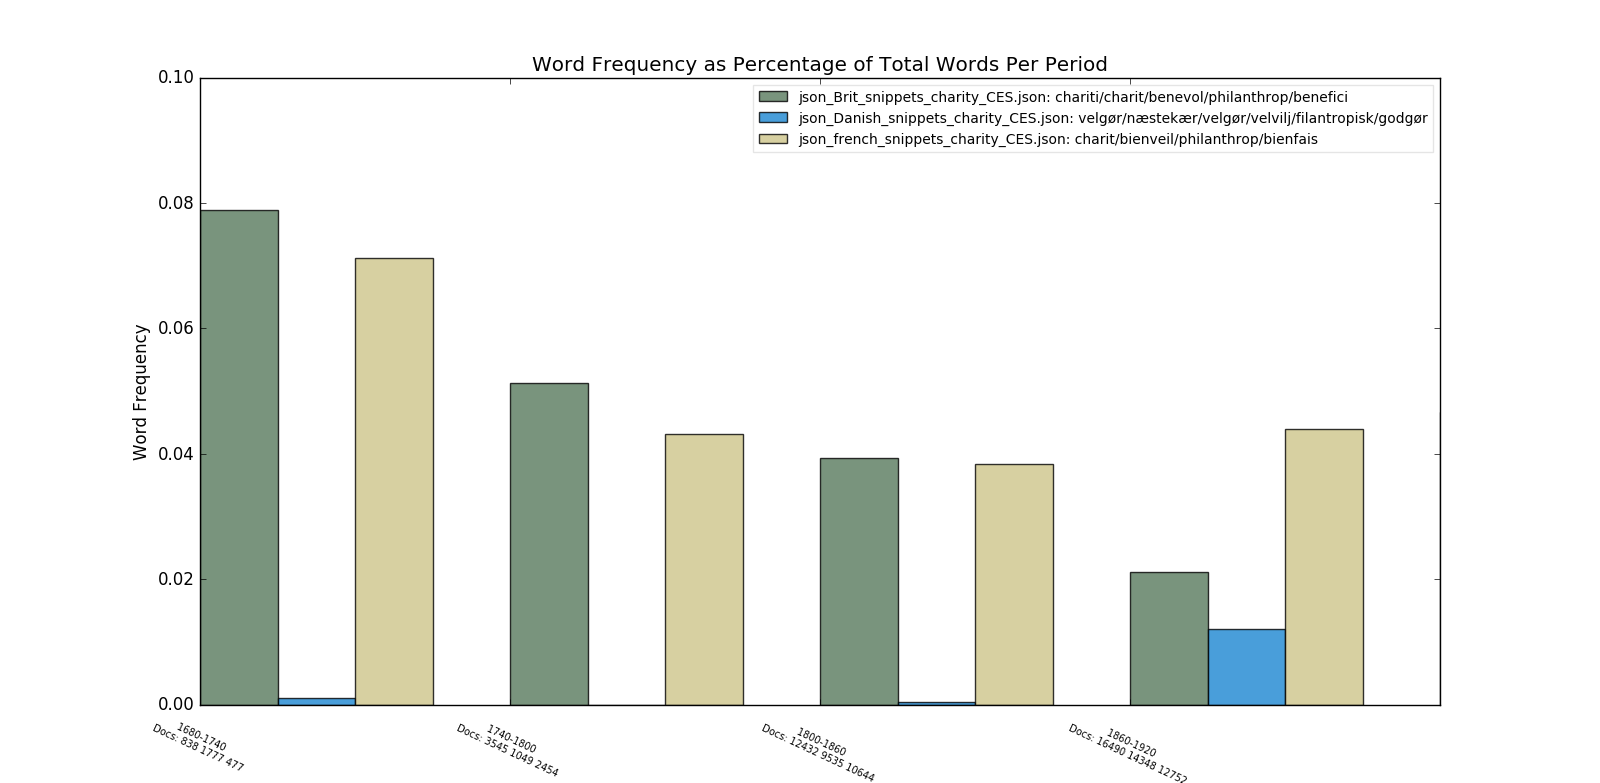 Word Frequency as Percentage of Total Words Per Period
json_Brit_snippets_charity_CES.json: chariti/charit/benevol/philanthrop/benefici
json_Danish_snippets_charity_CES.json: velgør/næstekær/velgør/velvilj/filantropisk/godgør
json_french_snippets_charity_CES.json: charit/bienveil/philanthrop/bienfais
Word Frequency
0.10
0.08
0.06
0.04
0.02
0.00
1680-1740
Docs: 838 1777 477
1740-1800
Docs: 3545 1049 2454
1800-1860
Docs: 12432 9535 10644
1860-1920
Docs: 16490 14348 12752